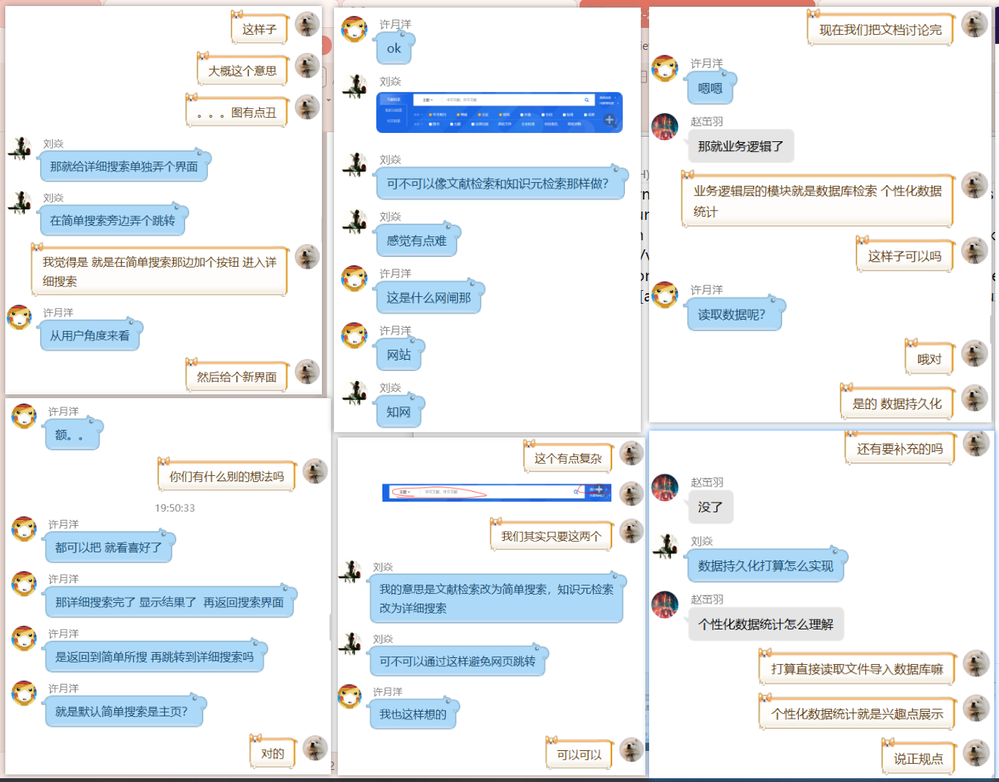 这样子
大概这个意思
。。。图有点丑
刘焱
那就给详细搜索单独弄个界面
刘焱
在简单搜索旁边弄个跳转
我觉得是 就是在简单搜索那边加个按钮 进入详
细搜索
许月洋
从用户角度来看
然后给个新界面
许月洋
额。。
你们有什么别的想法吗
19:50:33
许月洋
都可以把 就看喜好了
许月洋
那详细搜索完了 显示结果了 再返回搜索界面
许月洋
是返回到简单所搜 再跳转到详细搜索吗
许月洋
就是默认简单搜索是主页?
对的
许月洋
ok
刘焱
主题
中文文献、外文文献
刘焱
可不可以像文献检索和知识元检索那样做?
刘焱
感觉有点难
许月洋
这是什么网闸那
许月洋
网站
刘焱
知网
这个有点复杂
主题
中文文献、外文文献
我们其实只要这两个
刘焱
我的意思是文献检索改为简单搜索，知识元检索
改为详细搜索
刘焱
可不可以通过这样避免网页跳转
许月洋
我也这样想的
可以可以
现在我们把文档讨论完
许月洋
嗯嗯
赵茁羽
那就业务逻辑了
业务逻辑层的模块就是数据库检索 个性化数据
统计
这样子可以吗
许月洋
读取数据呢?
哦对
是的 数据持久化
还有要补充的吗
赵茁羽
没了
刘焱
数据持久化打算怎么实现
赵茁羽
个性化数据统计怎么理解
打算直接读取文件导入数据库嘛
个性化数据统计就是兴趣点展示
说正规点